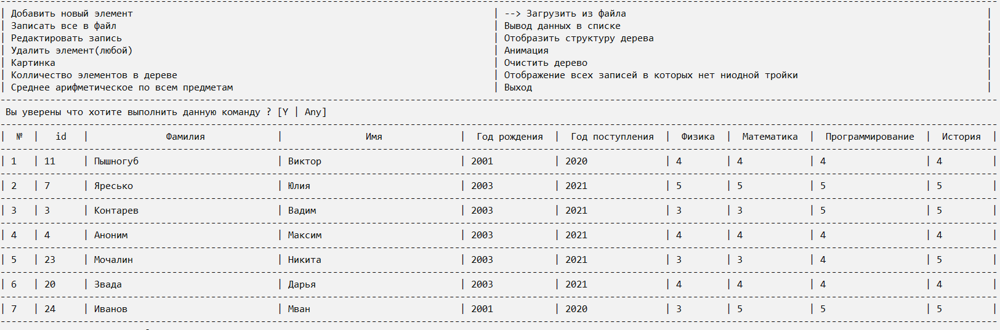 Добавить новый элемент | --> Загрузить из файла
Записать все в файл | Вывод данных в списке
Редактировать запись | Отобразить структуру дерева
Удалить элемент(любой) | Анимация
Картинка | Очистить дерево
Колличество элементов в дереве | Отображение всех записей в которых нет ниодной тройки
Среднее арифметическое по всем предметам | Выход
Вы уверены что хотите выполнить данную команду ? [Y | Any]
| № | id | Фамилия | Имя | Год рождения | Год поступления | Физика | Математика | Программирование | История |
| 1 | 11 | Пышногуб | Виктор | 2001 | 2020 | 4 | 4 | 4 | 4 |
| 2 | 7 | Яресько | Юлия | 2003 | 2021 | 5 | 5 | 5 | 5 |
| 3 | 3 | Контарев | Вадим | 2003 | 2021 | 3 | 3 | 5 | 5 |
| 4 | 4 | Аноним | Максим | 2003 | 2021 | 4 | 4 | 4 | 4 |
| 5 | 23 | Мочалин | Никита | 2003 | 2021 | 3 | 3 | 4 | 5 |
| 6 | 20 | Звада | Дарья | 2003 | 2021 | 4 | 4 | 4 | 4 |
| 7 | 24 | Иванов | Мван | 2001 | 2020 | 3 | 5 | 5 | 5 |